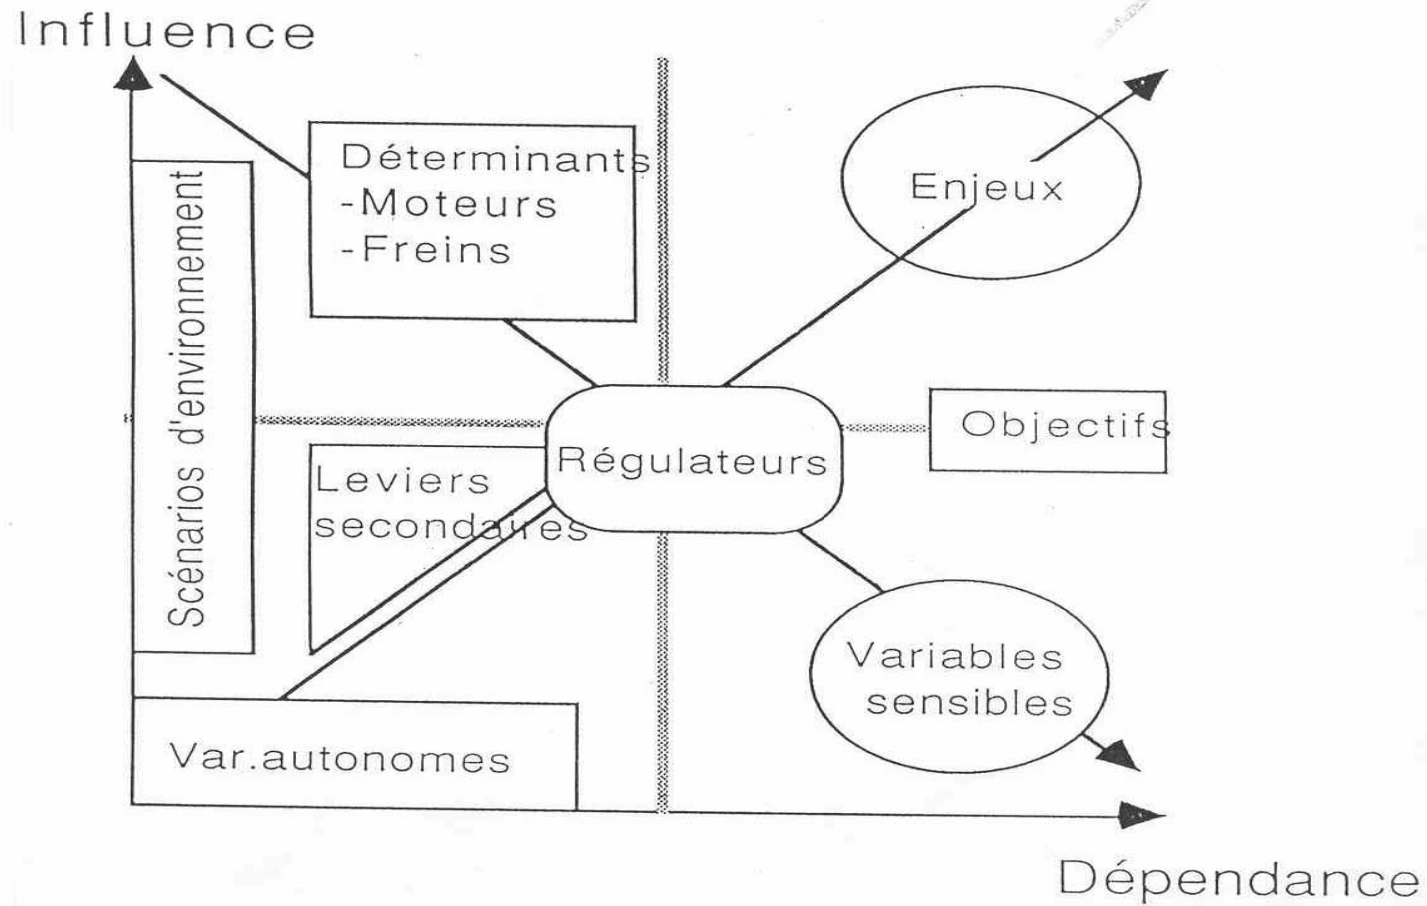 Influence
Déterminants
-Moteurs
-Freins
Enjeux
Scénarios d'environnement
Objectifs
Régulateurs
Leviers
secondaires
Variables
sensibles
Var.autonomes
Dépendance